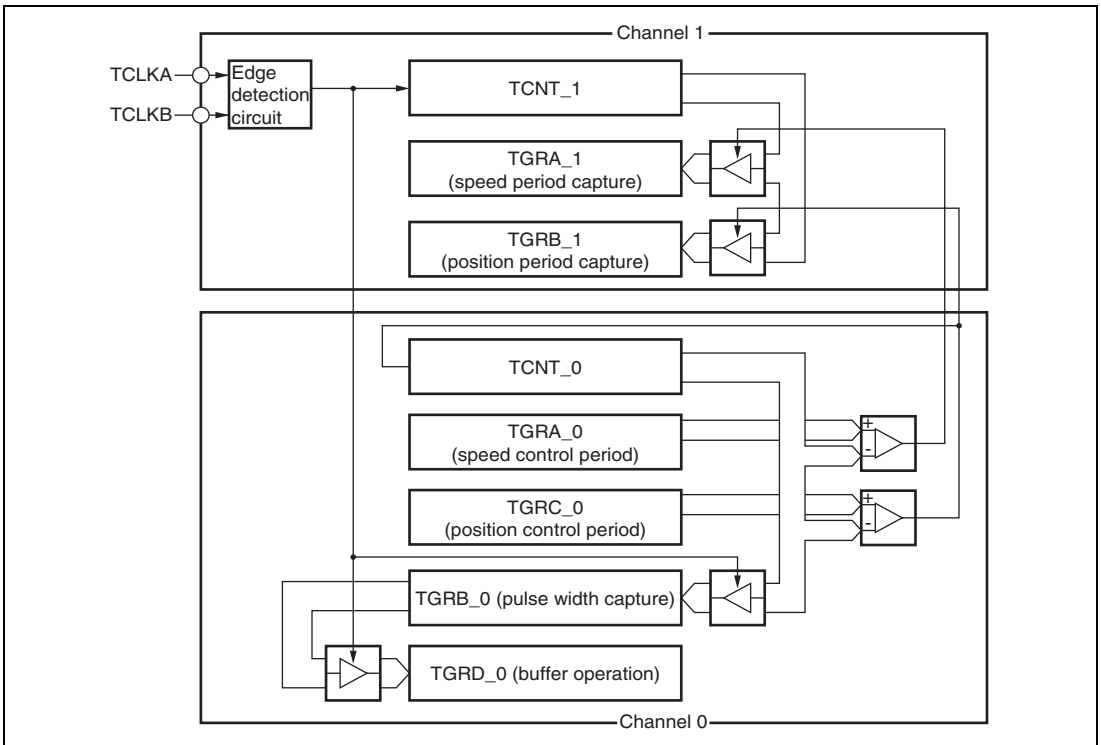 Channel 1
TCLKA
TCLKB
Edge
detection
circuit
TCNT_1
TGRA_1
(speed period capture)
TGRB_1
(position period capture)
TCNT_0
TGRA_0
(speed control period)
+
-
TGRC_0
(position control period)
+
-
TGRB_0 (pulse width capture)
TGRD_0 (buffer operation)
Channel 0